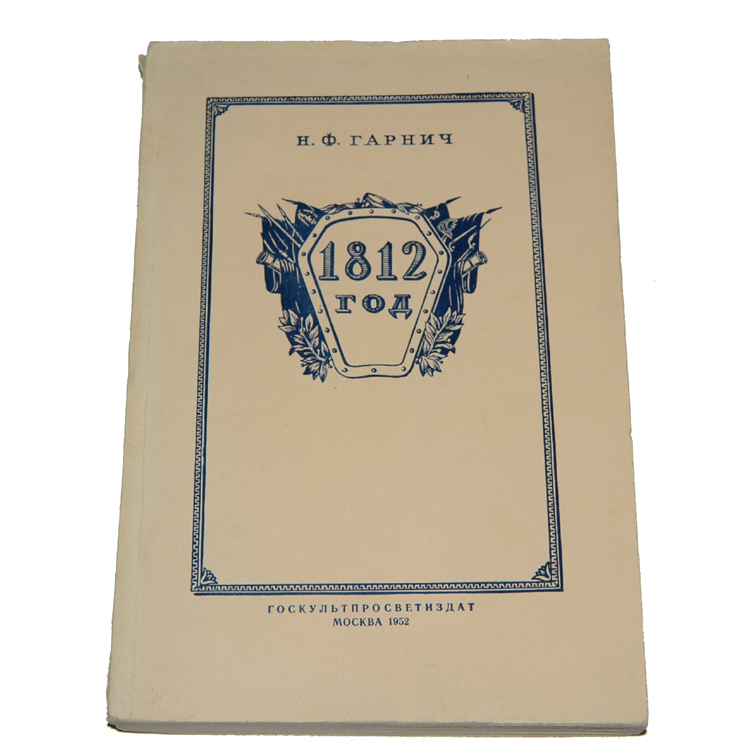 Н. Ф. ГАРНИЧ
1812
ГОД
ГОСКУЛЬТПРОСВЕТИЗДАТ
МОСКВА 1952